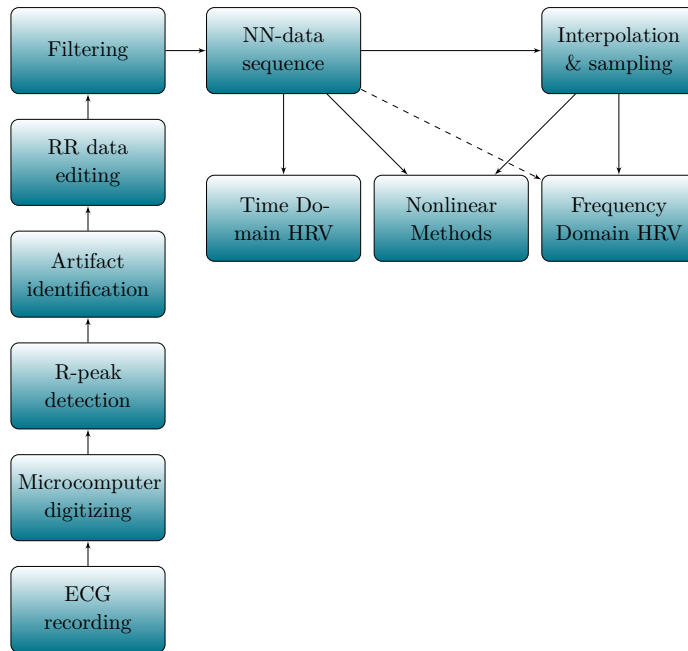 Filtering
NN-data
sequence
Interpolation
& sampling
RR data
editing
Time Do-
main HRV
Nonlinear
Methods
Frequency
Domain HRV
Artifact
identification
R-peak
detection
Microcomputer
digitizing
ECG
recording